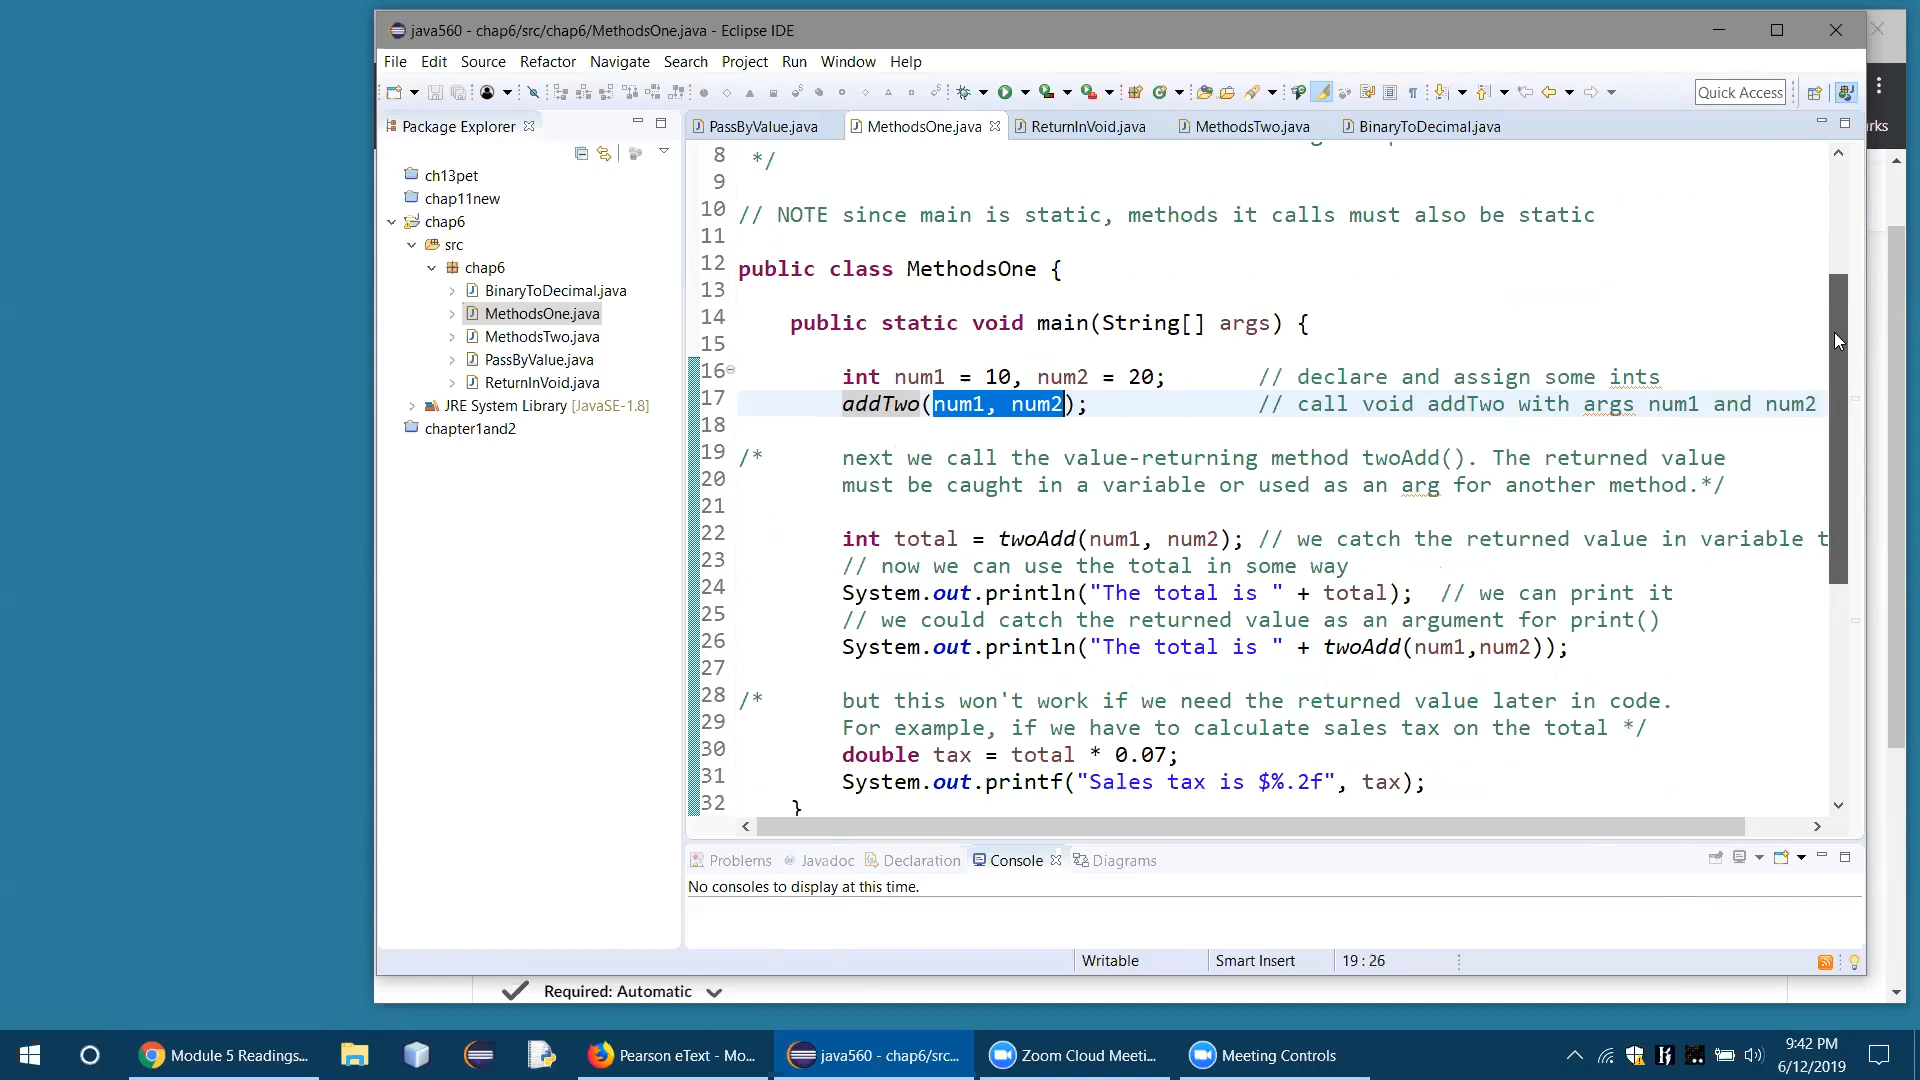 java560 - chap6/src/chap6/MethodsOne.java - Eclipse IDE
File Edit Source Refactor Navigate Search Project Run Window Help
Quick Access
Package Explorer
PassByValue.java MethodsOne.java ReturnInVoid.java MethodsTwo.java BinaryToDecimal.java
rks
ch13pet
chap11new
chap6
src
chap6
BinaryToDecimal.java
MethodsOne.java
MethodsTwo.java
PassByValue.java
ReturnInVoid.java
JRE System Library [JavaSE-1.8]
chapter1and2
8 */
9
10 // NOTE since main is static, methods it calls must also be static
11
12 public class MethodsOne {
13
14 public static void main(String[] args) {
15
16 int num1 = 10, num2 = 20; // declare and assign some ints
17 addTwo(num1, num2); // call void addTwo with args num1 and num2
18
19 /* next we call the value-returning method twoAdd(). The returned value
20 must be caught in a variable or used as an arg for another method.*/
21
22 int total = twoAdd(num1, num2); // we catch the returned value in variable t
23 // now we can use the total in some way
24 System.out.println("The total is " + total); // we can print it
25 // we could catch the returned value as an argument for print()
26 System.out.println("The total is " + twoAdd(num1,num2));
27
28 /* but this won't work if we need the returned value later in code.
29 For example, if we have to calculate sales tax on the total */
30 double tax = total * 0.07;
31 System.out.printf("Sales tax is $%.2f", tax);
32 }
Problems @ Javadoc Declaration Console Diagrams
No consoles to display at this time.
Writable Smart Insert 19 : 26
Required: Automatic
Module 5 Readings... Pearson eText - Mo... java560 - chap6/src... Zoom Cloud Meeti... Meeting Controls
9:42 PM
6/12/2019